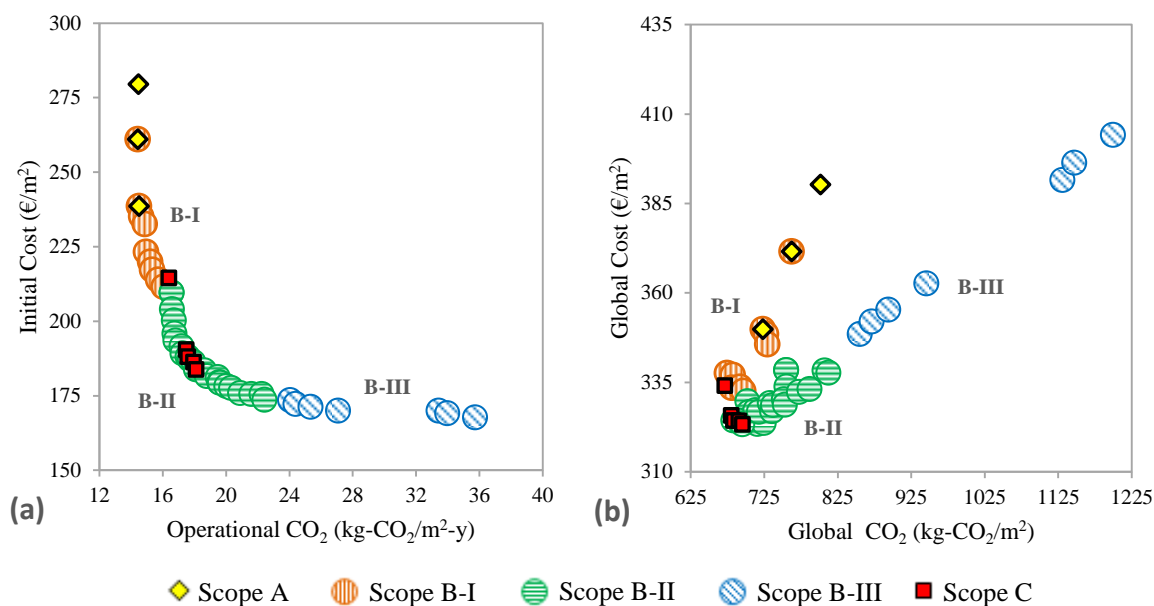 300
275
250
225
200
175
150
Initial Cost (€/m²)
B-I
B-II
B-III
12 16 20 24 28 32 36 40
(a)
Operational CO₂ (kg-CO₂/m²-y)
435
410
385
360
335
310
Global Cost (€/m²)
B-I
B-III
B-II
625 725 825 925 1025 1125 1225
(b)
Global CO₂ (kg-CO₂/m²)
Scope A Scope B-I Scope B-II Scope B-III Scope C